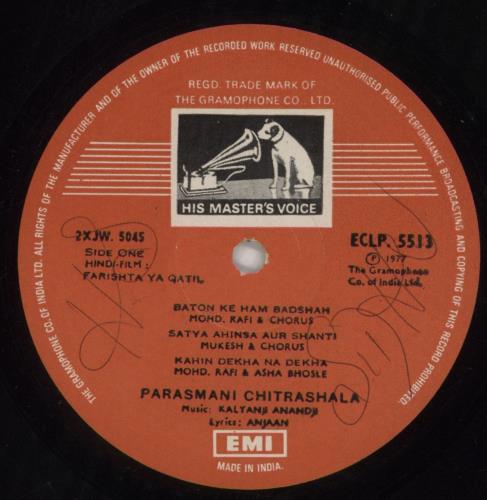 THE GRAMOPHONE CO. OF INDIA LTD. ALL RIGHTS OF THE MANUFACTURER AND OF THE OWNER OF THE RECORDED WORK RESERVED UNAUTHORISED PUBLIC PERFORMANCE BROADCASTING AND COPYING OF THIS RECORD PROHIBITED.
REGD. TRADE MARK OF
THE GRAMOPHONE CO., LTD.
HIS MASTER'S VOICE
2XJW. 5045
SIDE ONE
HINDI-FILM :
FARISHTA YA QATIL
ECLP. 5513
Ⓟ 1977
The Gramophone
Co. of India Ltd.
BATON KE HAM BADSHAH
MOHD. RAFI & CHORUS
SATYA AHINSA AUR SHANTI
MUKESH & CHORUS
KAHIN DEKHA NA DEKHA
MOHD. RAFI & ASHA BHOSLE
PARASMANI CHITRASHALA
Music: KALYANJI ANANDJI
Lyrics: ANJAAN
EMI
MADE IN INDIA.